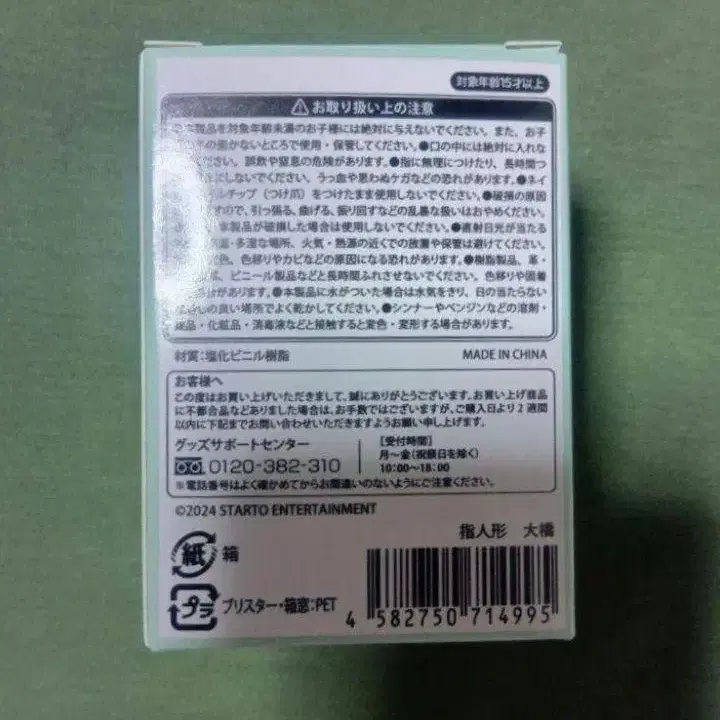 対象年齢15才以上
⚠お取り扱い上の注意
本製品を対象年齢未満のお子様には絶対に与えないでください。また、お子
の届かないところで使用・保管してください。●口の中には絶対に入れな
ください。誤飲や窒息の危険があります。●指に無理につけたり、長時間つ
にしないでください。うっ血や思わぬケガなどの恐れがあります。●ネイ
ルチップ（つけ爪）をつけたまま使用しないでください。●破損の原因
ますので、引っ張る、曲げる、振り回すなどの乱暴な扱いはおやめください。
本製品が破損した場合は使用しないでください。●直射日光が当たる
温・多湿な場所、火気・熱源の近くでの放置や保管は避けてください。
色、色移りやカビなどの原因になる恐れがあります。●樹脂製品、革・
革、ビニール製品などと長時間ふれさせないでください。色移りや固着
があります。●本製品に水がついた場合は水気をきり、日の当たらない
しの良い場所でよく乾かしてください。●シンナーやベンジンなどの溶剤・
薬品・化粧品・消毒液などと接触すると変色・変形する場合があります。
材質:塩化ビニル樹脂 MADE IN CHINA
お客様へ
この度はお買い上げいただきまして、誠にありがとうございます。お買い上げ商品
に不都合品などありました場合は、お手数ではございますが、ご購入日より2週間
以内に下記までお問い合わせいただきますようお願い申し上げます。
グッズサポートセンター
0120-382-310
【受付時間】
月〜金(祝祭日を除く)
10:00〜18:00
※電話番号はよく確かめてからお間違いのないようにご注意ください。
©2024 STARTO ENTERTAINMENT
指人形 大橋
紙 箱
プラ ブリスター・箱窓:PET
4 582750 714995